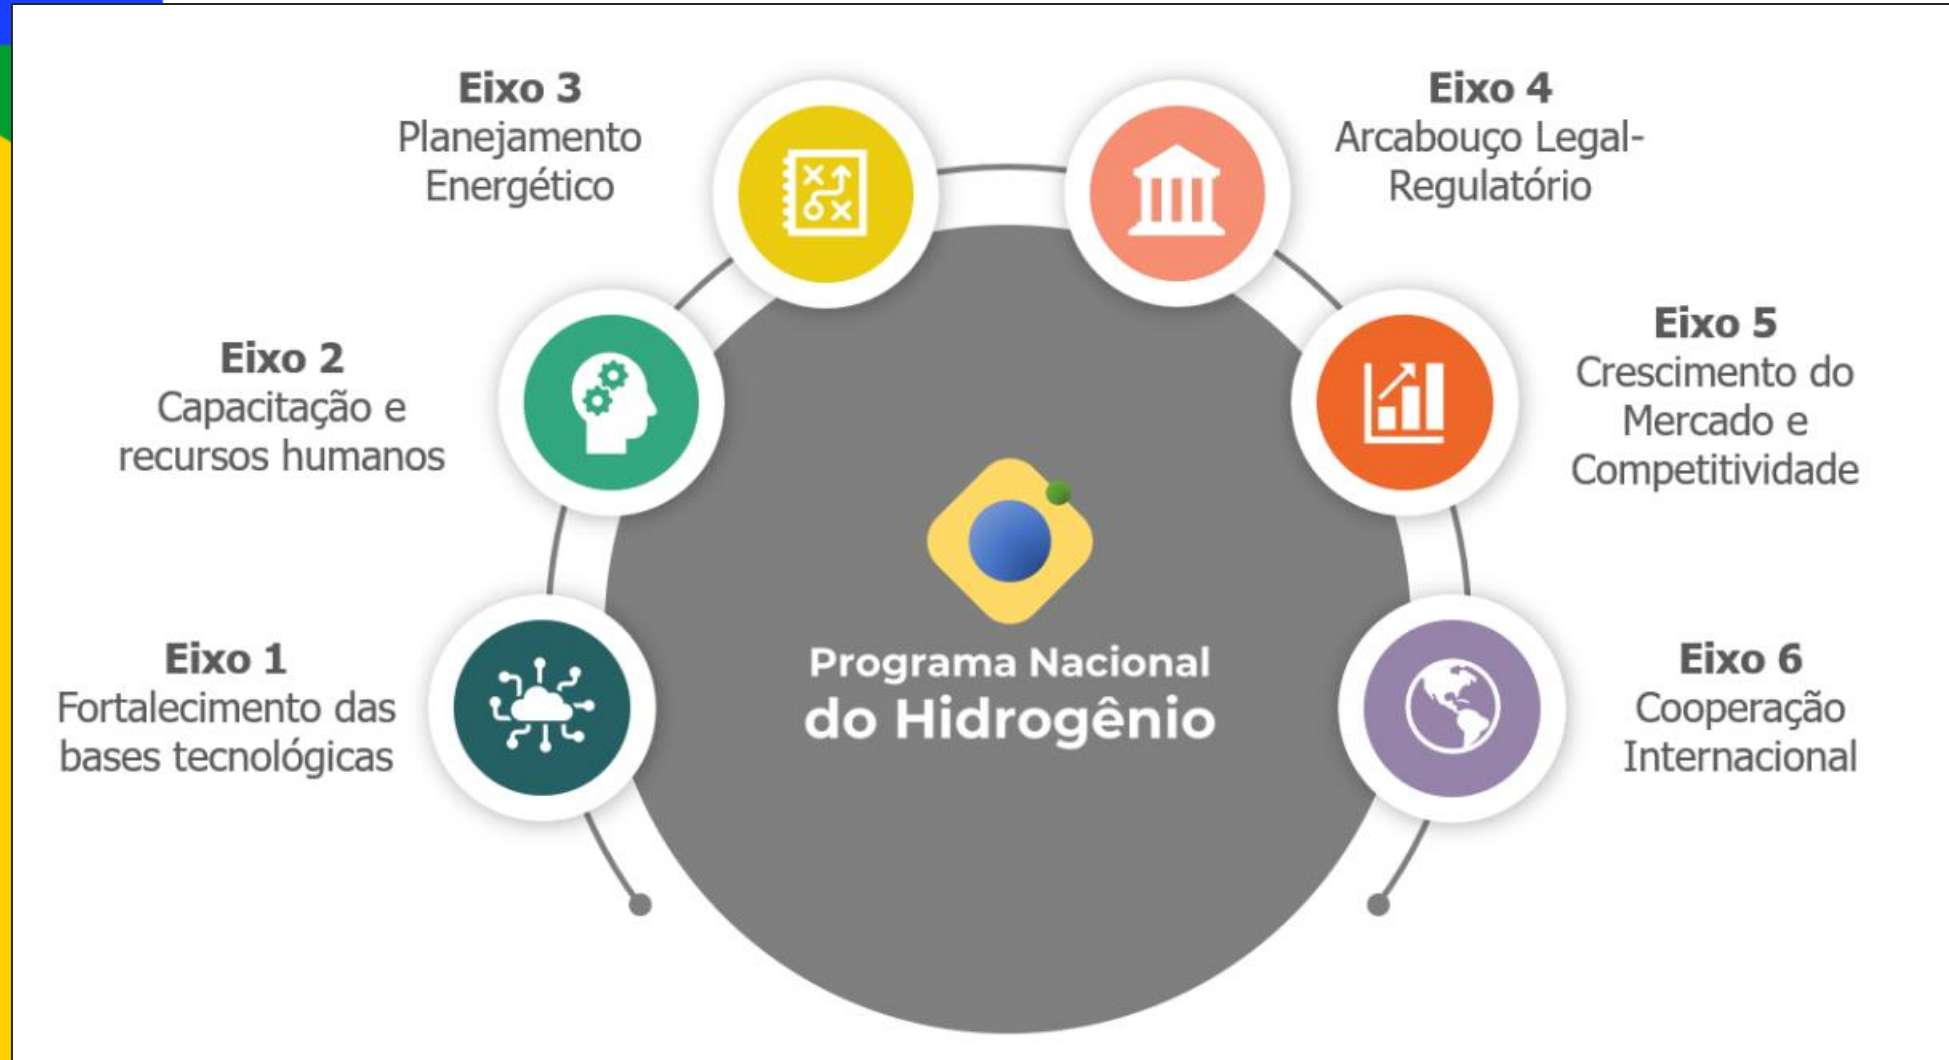 Eixo 1
Fortalecimento das
bases tecnológicas
Eixo 2
Capacitação e
recursos humanos
Eixo 3
Planejamento
Energético
Eixo 4
Arcabouço Legal-
Regulatório
Eixo 5
Crescimento do
Mercado e
Competitividade
Eixo 6
Cooperação
Internacional
Programa Nacional
do Hidrogênio